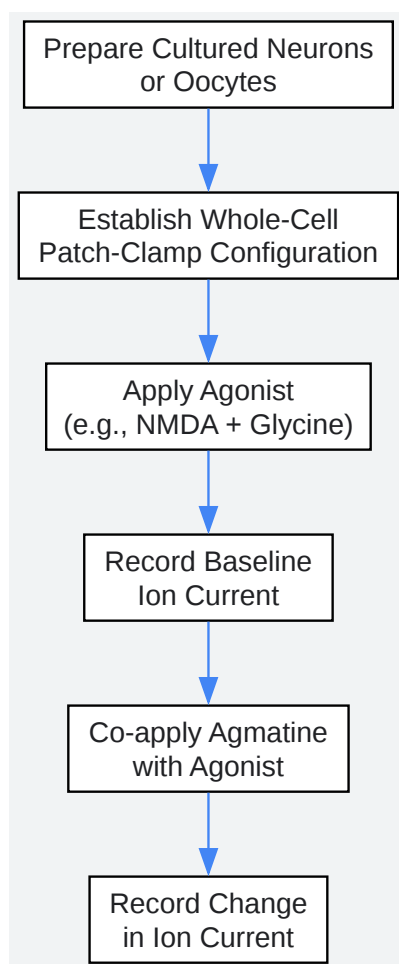 Prepare Cultured Neurons
or Oocytes
Establish Whole-Cell
Patch-Clamp Configuration
Apply Agonist
(e.g., NMDA + Glycine)
Record Baseline
Ion Current
Co-apply Agmatine
with Agonist
Record Change
in Ion Current